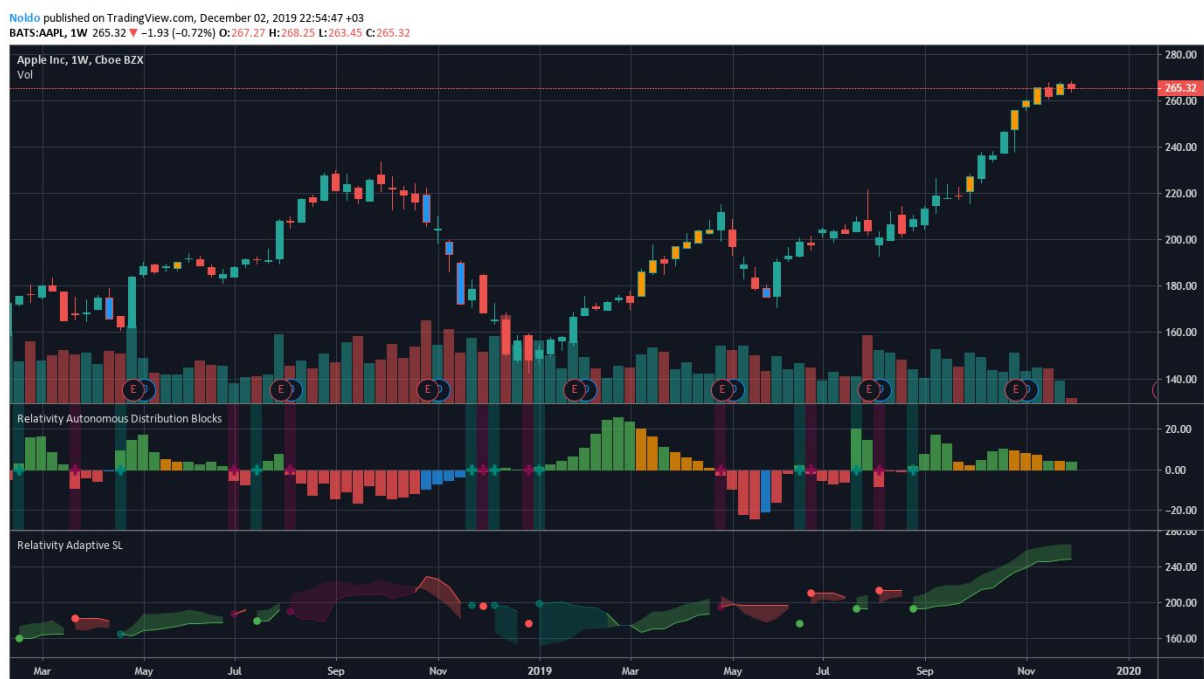 Noldo published on TradingView.com, December 02, 2019 22:54:47 +03
BATS:AAPL, 1W 265.32 ▼ −1.93 (−0.72%) O:267.27 H:268.25 L:263.45 C:265.32
Apple Inc, 1W, Cboe BZX
Vol
280.00
265.32
260.00
240.00
220.00
200.00
180.00
160.00
140.00
E D E D E D E D E D E D E D
Relativity Autonomous Distribution Blocks
20.00
0.00
−20.00
Relativity Adaptive SL
280.00
240.00
200.00
160.00
Mar May Jul Sep Nov 2019 Mar May Jul Sep Nov 2020